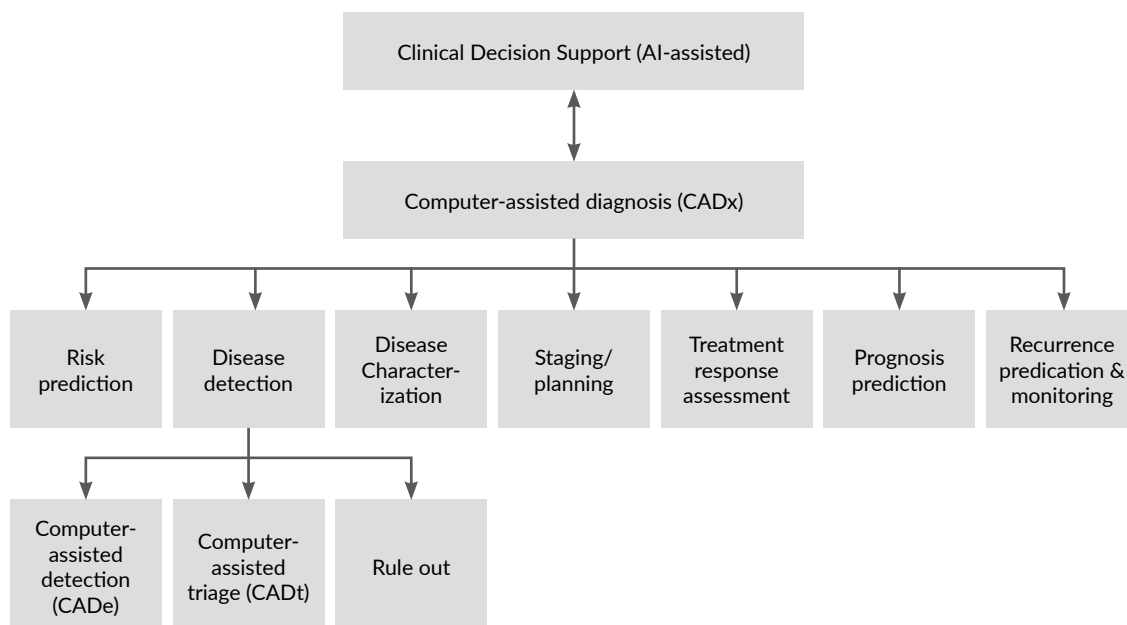 Clinical Decision Support (AI-assisted)
Computer-assisted diagnosis (CADx)
Risk
prediction
Disease
detection
Disease
Character-
ization
Staging/
planning
Treatment
response
assessment
Prognosis
prediction
Recurrence
predication &
monitoring
Computer-
assisted
detection
(CADe)
Computer-
assisted
triage (CADt)
Rule out